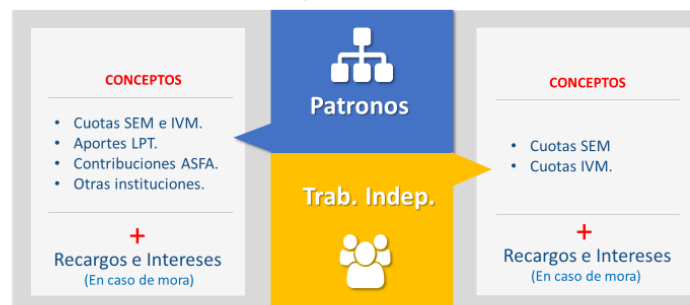 CONCEPTOS
• Cuotas SEM e IVM.
• Aportes LPT.
• Contribuciones ASFA.
• Otras instituciones.
+
Recargos e Intereses
(En caso de mora)
Patronos
Trab. Indep.
CONCEPTOS
• Cuotas SEM
• Cuotas IVM.
+
Recargos e Intereses
(En caso de mora)